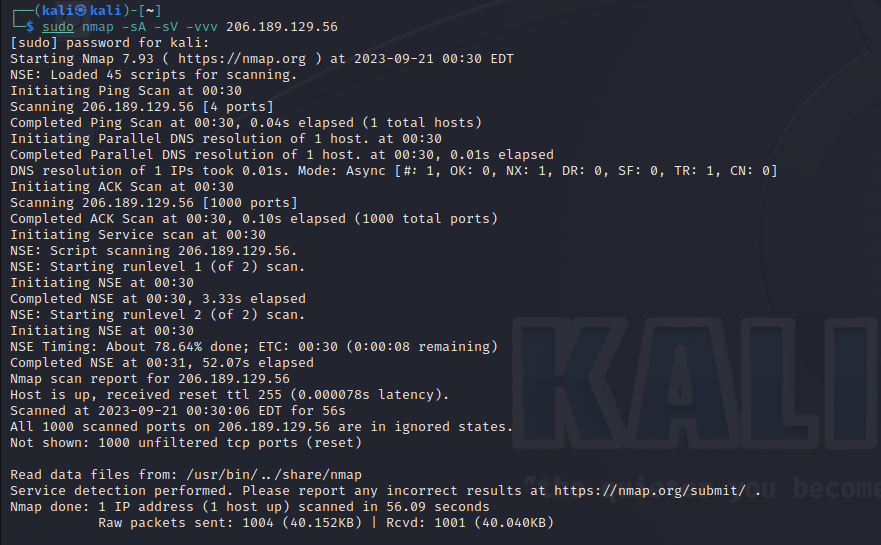 ┌──(kali㉿kali)-[~]
└─$ sudo nmap -sA -sV -vvv 206.189.129.56
[sudo] password for kali:
Starting Nmap 7.93 ( https://nmap.org ) at 2023-09-21 00:30 EDT
NSE: Loaded 45 scripts for scanning.
Initiating Ping Scan at 00:30
Scanning 206.189.129.56 [4 ports]
Completed Ping Scan at 00:30, 0.04s elapsed (1 total hosts)
Initiating Parallel DNS resolution of 1 host. at 00:30
Completed Parallel DNS resolution of 1 host. at 00:30, 0.01s elapsed
DNS resolution of 1 IPs took 0.01s. Mode: Async [#: 1, OK: 0, NX: 1, DR: 0, SF: 0, TR: 1, CN: 0]
Initiating ACK Scan at 00:30
Scanning 206.189.129.56 [1000 ports]
Completed ACK Scan at 00:30, 0.10s elapsed (1000 total ports)
Initiating Service scan at 00:30
NSE: Script scanning 206.189.129.56.
NSE: Starting runlevel 1 (of 2) scan.
Initiating NSE at 00:30
Completed NSE at 00:30, 3.33s elapsed
NSE: Starting runlevel 2 (of 2) scan.
Initiating NSE at 00:30
NSE Timing: About 78.64% done; ETC: 00:30 (0:00:08 remaining)
Completed NSE at 00:31, 52.07s elapsed
Nmap scan report for 206.189.129.56
Host is up, received reset ttl 255 (0.000078s latency).
Scanned at 2023-09-21 00:30:06 EDT for 56s
All 1000 scanned ports on 206.189.129.56 are in ignored states.
Not shown: 1000 unfiltered tcp ports (reset)
KALI
Read data files from: /usr/bin/../share/nmap
"the quieter you become
Service detection performed. Please report any incorrect results at https://nmap.org/submit/ .
Nmap done: 1 IP address (1 host up) scanned in 56.09 seconds
Raw packets sent: 1004 (40.152KB) | Rcvd: 1001 (40.040KB)